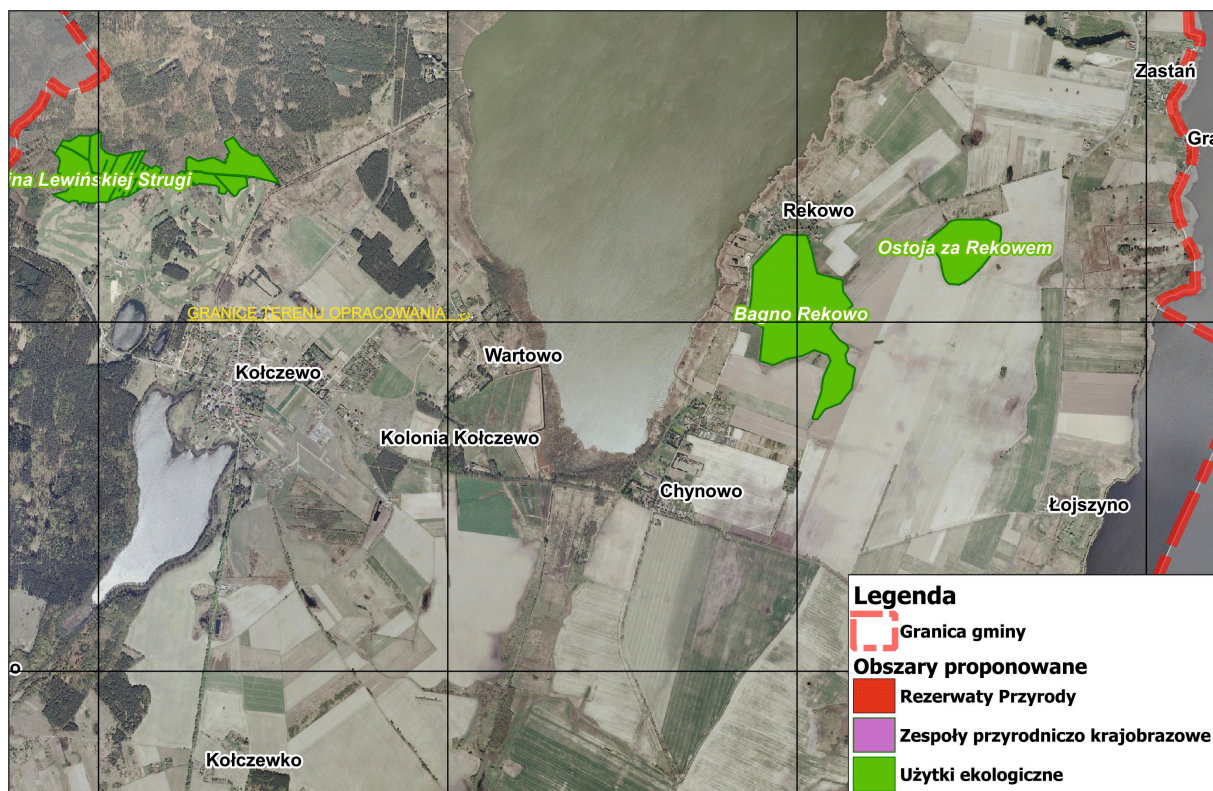 Zastań
Gra
ina Lewińskiej Strugi
Rekowo
Ostoja za Rekowem
GRANICE TERENU OPRACOWANIA
Bagno Rekowo
Wartowo
Kołczewo
Kolonia Kołczewo
Chynowo
Łojszyno
o
Kołczewko
Legenda
Granica gminy
Obszary proponowane
Rezerwaty Przyrody
Zespoły przyrodniczo krajobrazowe
Użytki ekologiczne